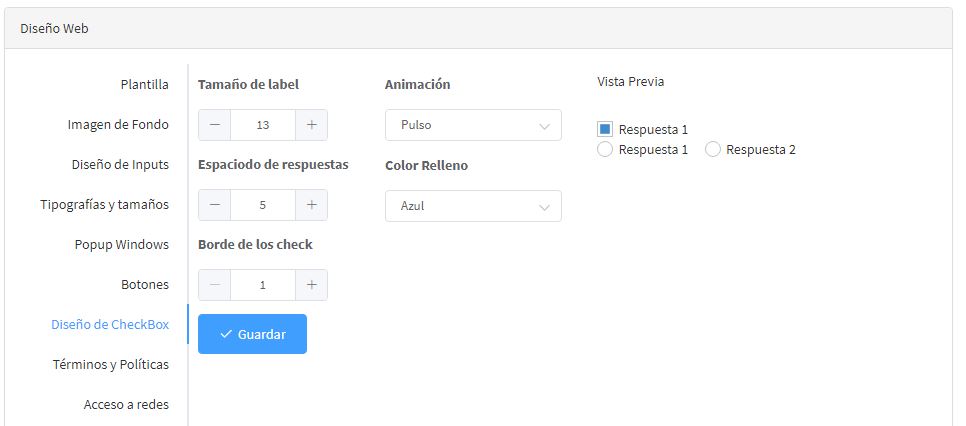 Diseño Web
Plantilla
Imagen de Fondo
Diseño de Inputs
Tipografías y tamaños
Popup Windows
Botones
Diseño de CheckBox
Términos y Políticas
Acceso a redes
Tamaño de label
13
Espaciodo de respuestas
5
Borde de los check
1
Guardar
Animación
Pulso
Color Relleno
Azul
Vista Previa
Respuesta 1
Respuesta 1 Respuesta 2